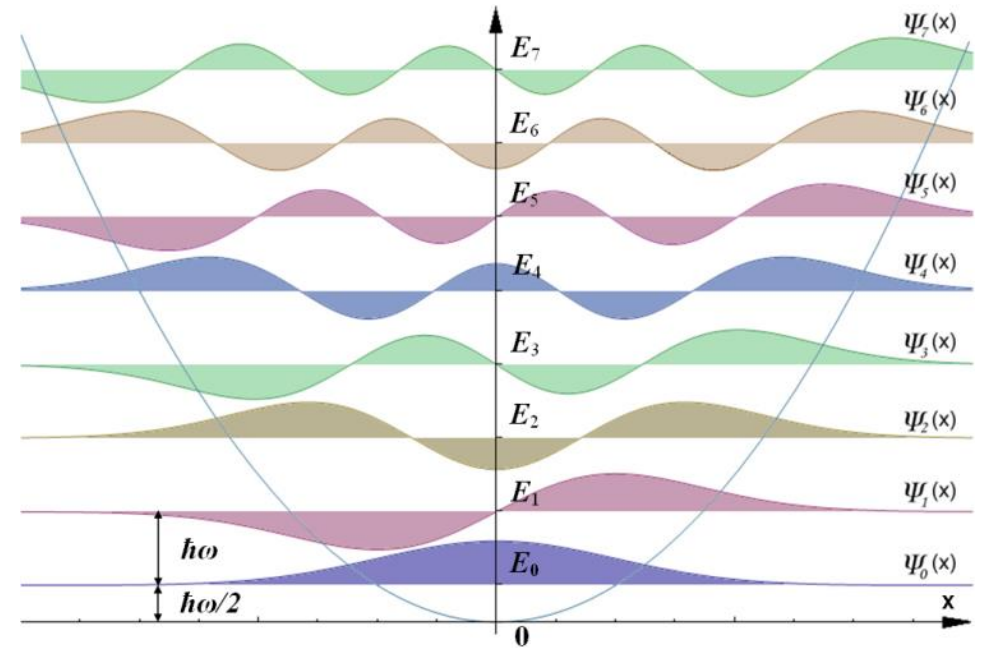 E₇ Ψ₇(x)
E₆ Ψ₆(x)
E₅ Ψ₅(x)
E₄ Ψ₄(x)
E₃ Ψ₃(x)
E₂ Ψ₂(x)
E₁ Ψ₁(x)
ħω
E₀ Ψ₀(x)
ħω/2
x
0